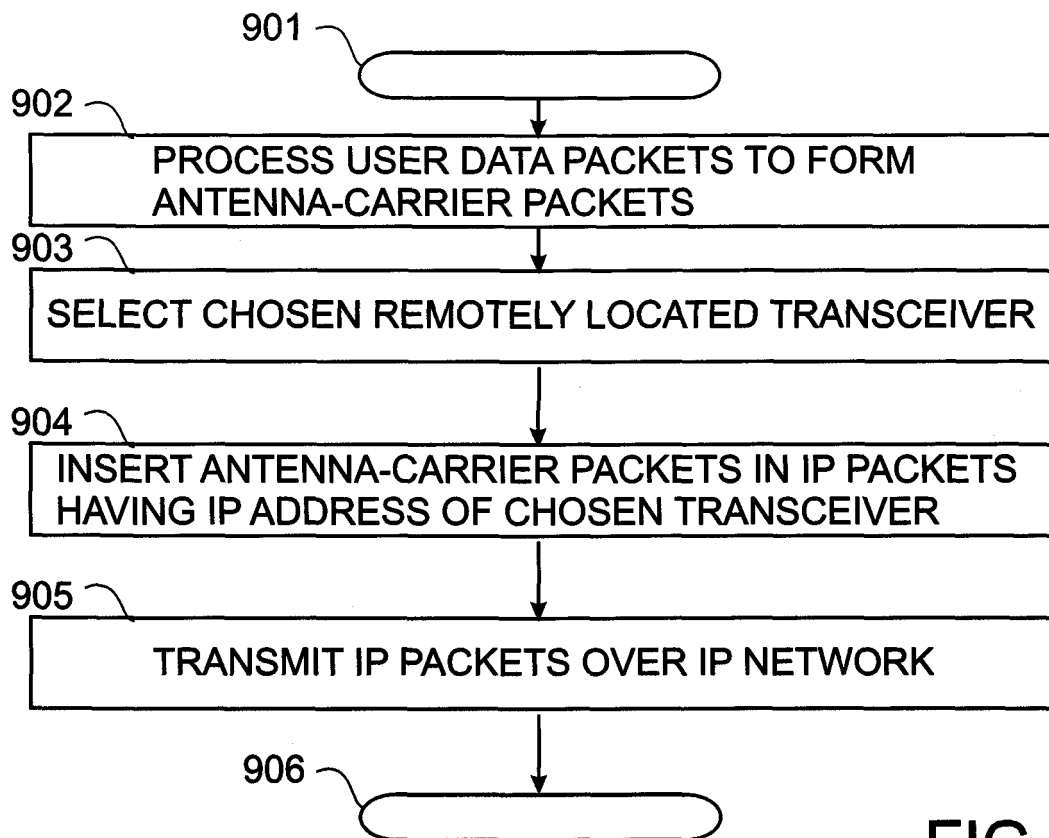 901
902
PROCESS USER DATA PACKETS TO FORM
ANTENNA-CARRIER PACKETS
903
SELECT CHOSEN REMOTELY LOCATED TRANSCEIVER
904
INSERT ANTENNA-CARRIER PACKETS IN IP PACKETS
HAVING IP ADDRESS OF CHOSEN TRANSCEIVER
905
TRANSMIT IP PACKETS OVER IP NETWORK
906
FIG